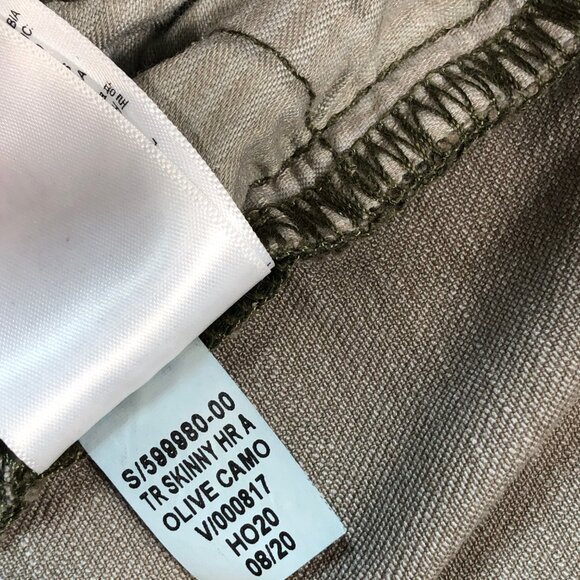 S/599980-00
TR SKINNY HR A
OLIVE CAMO
V/000817
HO20
08/20